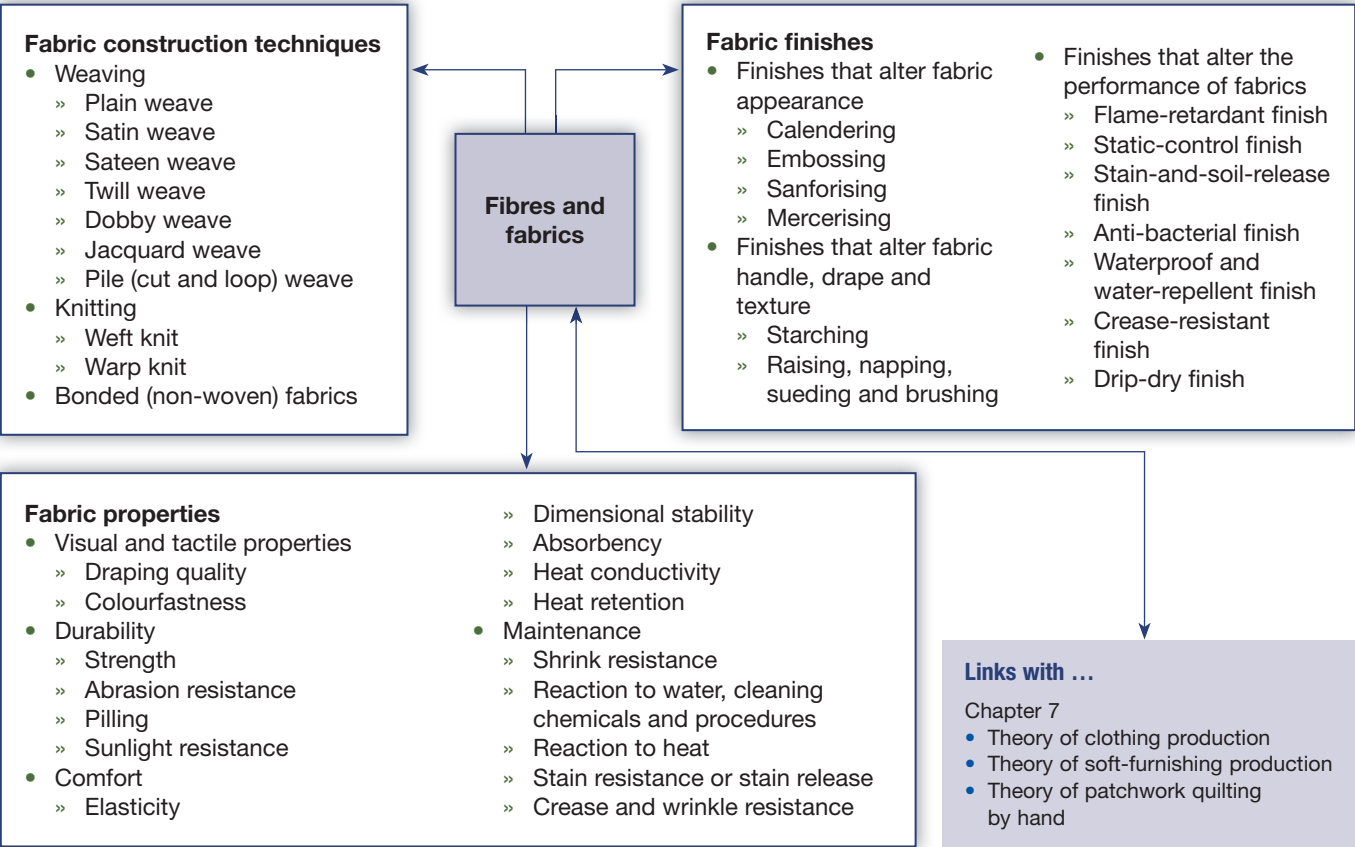 Fabric construction techniques
• Weaving
» Plain weave
» Satin weave
» Sateen weave
» Twill weave
» Dobby weave
» Jacquard weave
» Pile (cut and loop) weave
• Knitting
» Weft knit
» Warp knit
• Bonded (non-woven) fabrics
Fibres and
fabrics
Fabric finishes
• Finishes that alter fabric
appearance
» Calendering
» Embossing
» Sanforising
» Mercerising
• Finishes that alter fabric
handle, drape and
texture
» Starching
» Raising, napping,
sueding and brushing
• Finishes that alter the
performance of fabrics
» Flame-retardant finish
» Static-control finish
» Stain-and-soil-release
finish
» Anti-bacterial finish
» Waterproof and
water-repellent finish
» Crease-resistant
finish
» Drip-dry finish
Fabric properties
• Visual and tactile properties
» Draping quality
» Colourfastness
• Durability
» Strength
» Abrasion resistance
» Pilling
» Sunlight resistance
• Comfort
» Elasticity
» Dimensional stability
» Absorbency
» Heat conductivity
» Heat retention
• Maintenance
» Shrink resistance
» Reaction to water, cleaning
chemicals and procedures
» Reaction to heat
» Stain resistance or stain release
» Crease and wrinkle resistance
Links with …
Chapter 7
• Theory of clothing production
• Theory of soft-furnishing production
• Theory of patchwork quilting
by hand